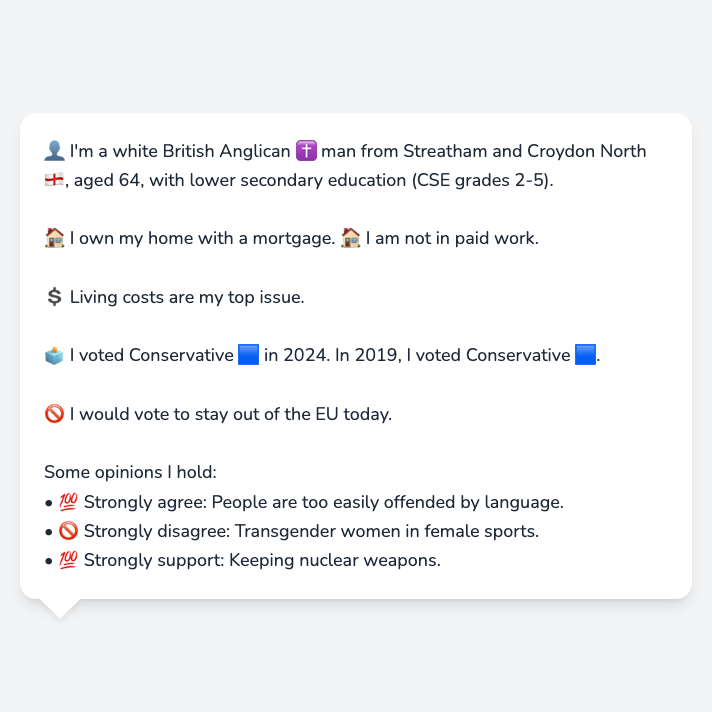 👤 I'm a white British Anglican ✝️ man from Streatham and Croydon North
🏴󠁧󠁢󠁥󠁮󠁧󠁿, aged 64, with lower secondary education (CSE grades 2-5).
🏠 I own my home with a mortgage. 🏠 I am not in paid work.
💲 Living costs are my top issue.
🗳️ I voted Conservative 🟦 in 2024. In 2019, I voted Conservative 🟦.
🚫 I would vote to stay out of the EU today.
Some opinions I hold:
• 💯 Strongly agree: People are too easily offended by language.
• 🚫 Strongly disagree: Transgender women in female sports.
• 💯 Strongly support: Keeping nuclear weapons.